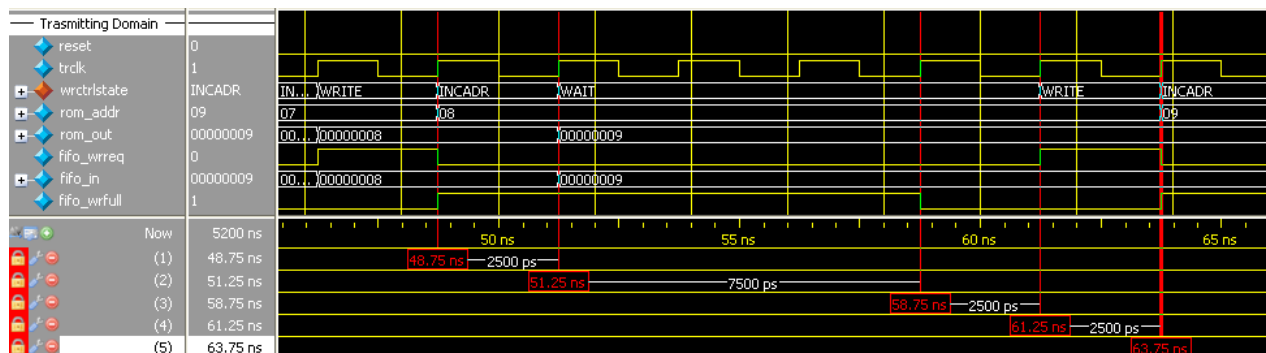 Trasmitting Domain
reset 0
trclk 1
wrctrlstate INCADR IN... WRITE INCADR WAIT WRITE INCADR
rom_addr 09 07 08 09
rom_out 00000009 00... 00000008 00000009
fifo_wrreq 0
fifo_in 00000009 00... 00000008 00000009
fifo_wrfull 1
Now 5200 ns 50 ns 55 ns 60 ns 65 ns
(1) 48.75 ns 48.75 ns 2500 ps
(2) 51.25 ns 51.25 ns 7500 ps
(3) 58.75 ns 58.75 ns 2500 ps
(4) 61.25 ns 61.25 ns 2500 ps
(5) 63.75 ns 63.75 ns